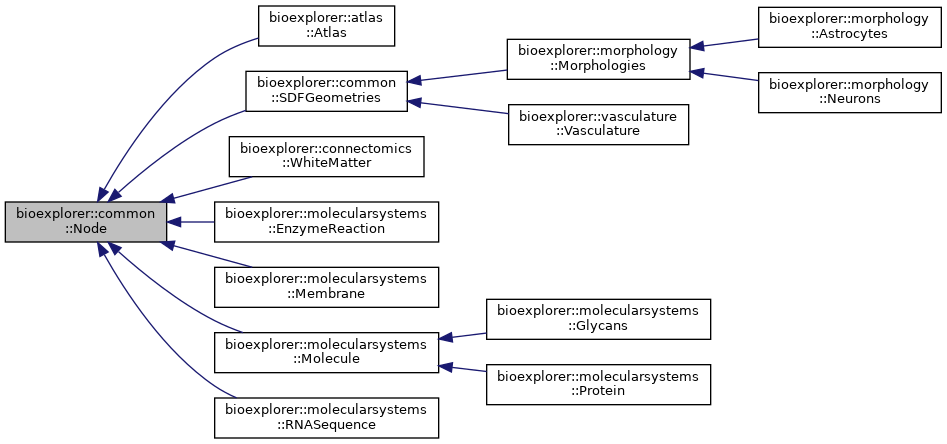 bioexplorer::atlas
::Atlas
bioexplorer::common
::SDFGeometries
bioexplorer::morphology
::Morphologies
bioexplorer::morphology
::Astrocytes
bioexplorer::morphology
::Neurons
bioexplorer::vasculature
::Vasculature
bioexplorer::connectomics
::WhiteMatter
bioexplorer::common
::Node
bioexplorer::molecularsystems
::EnzymeReaction
bioexplorer::molecularsystems
::Membrane
bioexplorer::molecularsystems
::Molecule
bioexplorer::molecularsystems
::Glycans
bioexplorer::molecularsystems
::Protein
bioexplorer::molecularsystems
::RNASequence